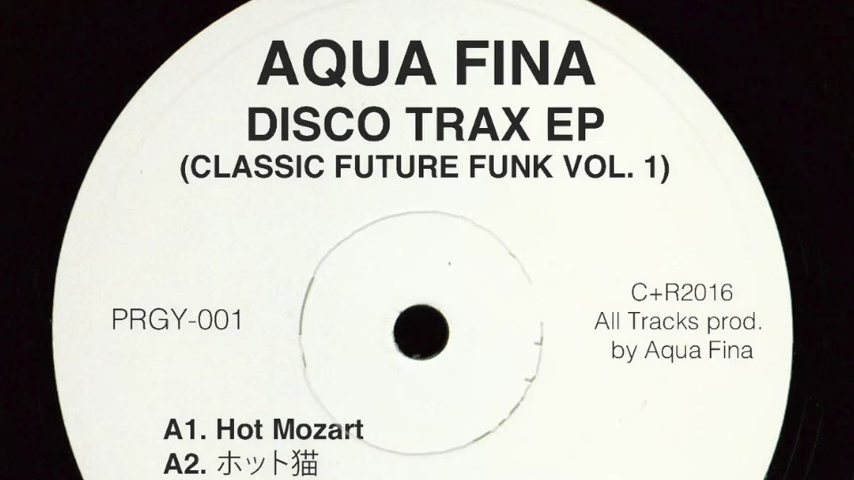 AQUA FINA
DISCO TRAX EP
(CLASSIC FUTURE FUNK VOL. 1)
PRGY-001
C+R2016
All Tracks prod.
by Aqua Fina
A1. Hot Mozart
A2. ホット猫